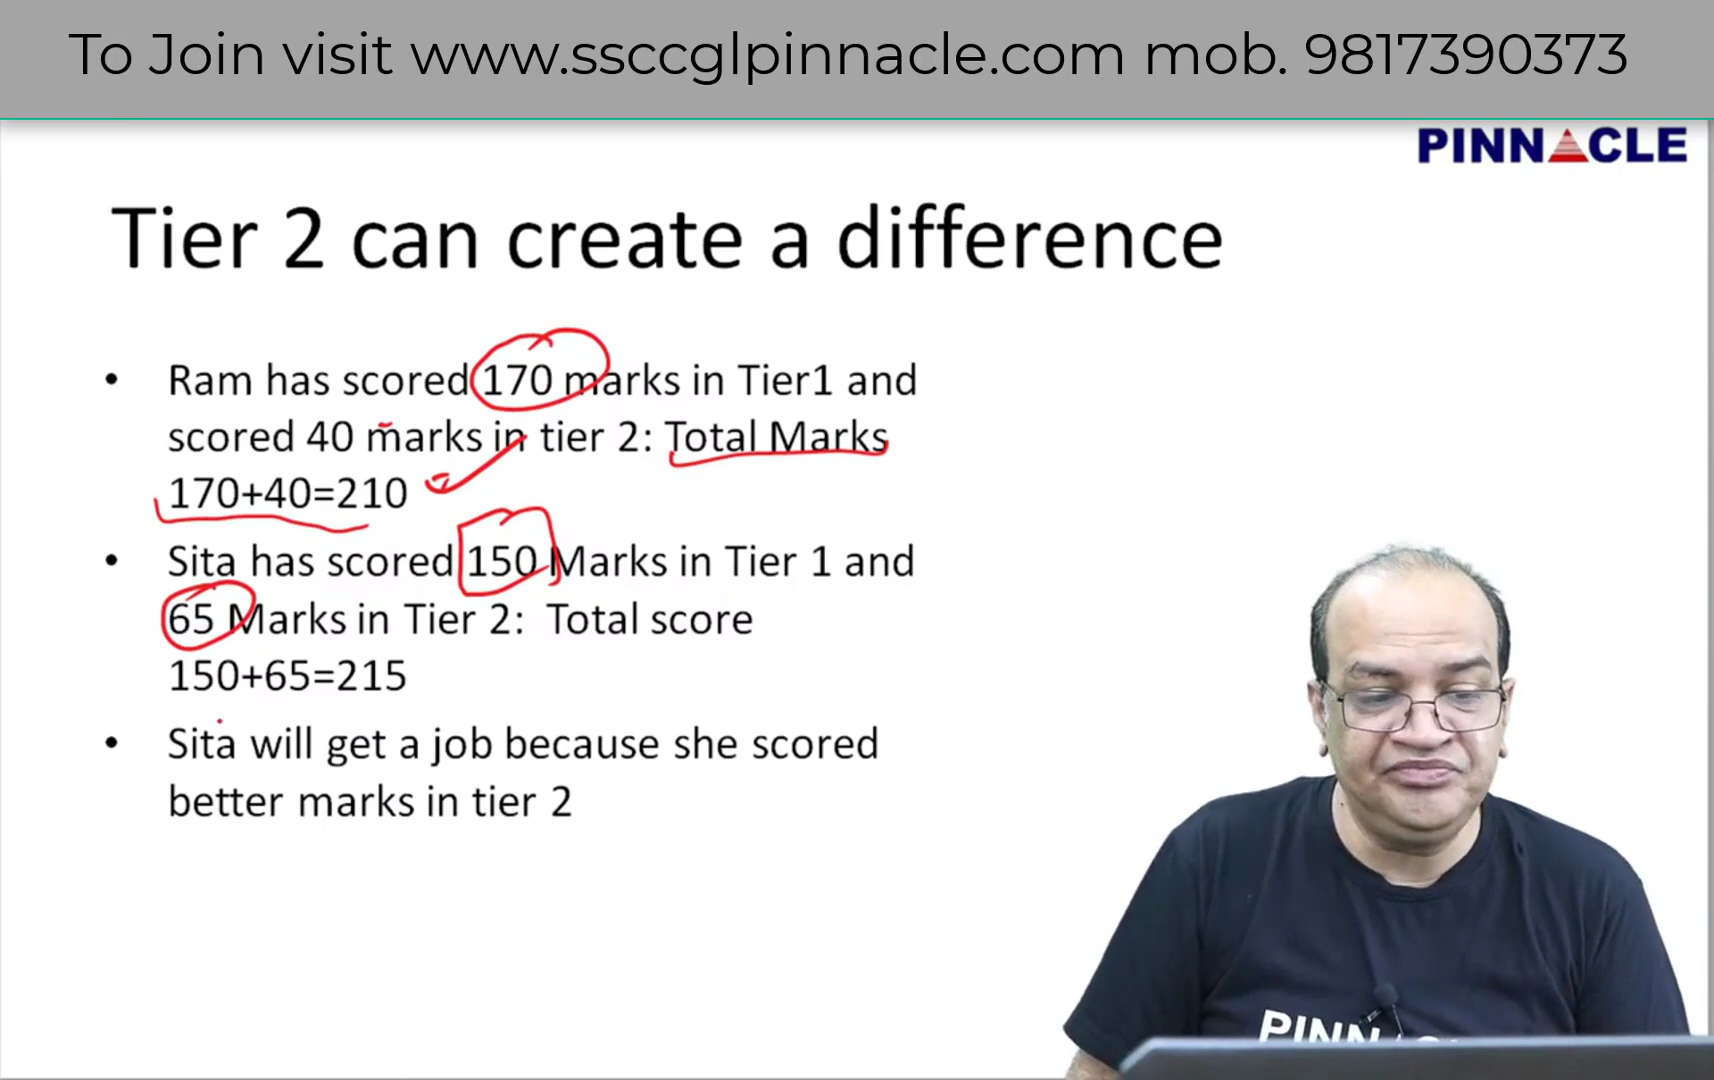 To Join visit www.ssccglpinnacle.com mob. 9817390373
PINNACLE
Tier 2 can create a difference
• Ram has scored 170 marks in Tier1 and
scored 40 marks in tier 2: Total Marks
170+40=210
• Sita has scored 150 Marks in Tier 1 and
65 Marks in Tier 2: Total score
150+65=215
• Sita will get a job because she scored
better marks in tier 2